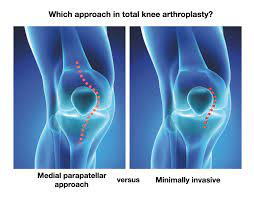 Which approach in total knee arthroplasty?
Medial parapatellar
approach
versus
Minimally invasive